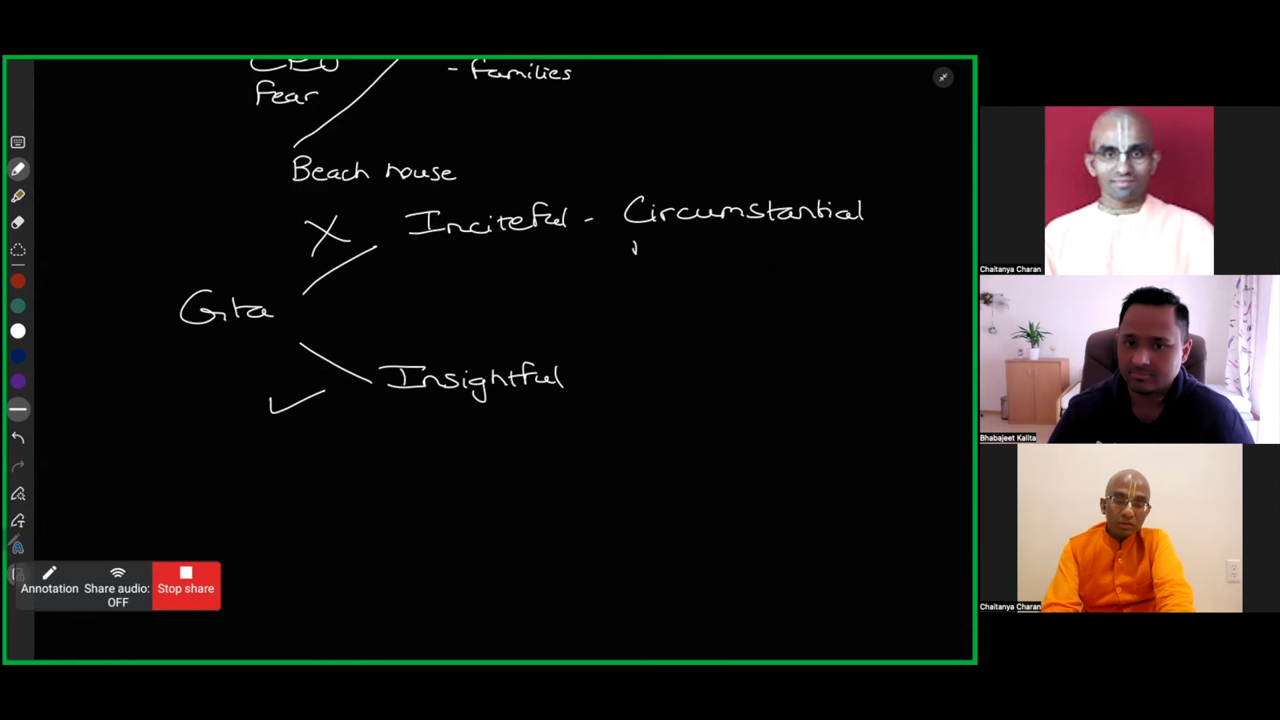 - families
fear
Beach house
X Inciteful - Circumstantial
Gita
Insightful
Annotation
Share audio: OFF
Stop share
Chaitanya Charan
Bhabajeet Kalita
Chaitanya Charan